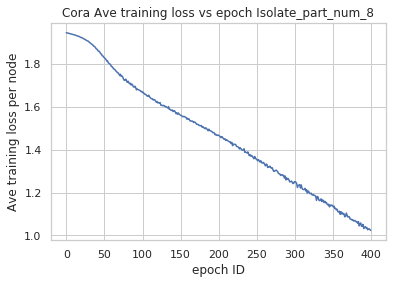 Cora Ave training loss vs epoch Isolate_part_num_8
Ave training loss per node
1.8
1.6
1.4
1.2
1.0
0 50 100 150 200 250 300 350 400
epoch ID